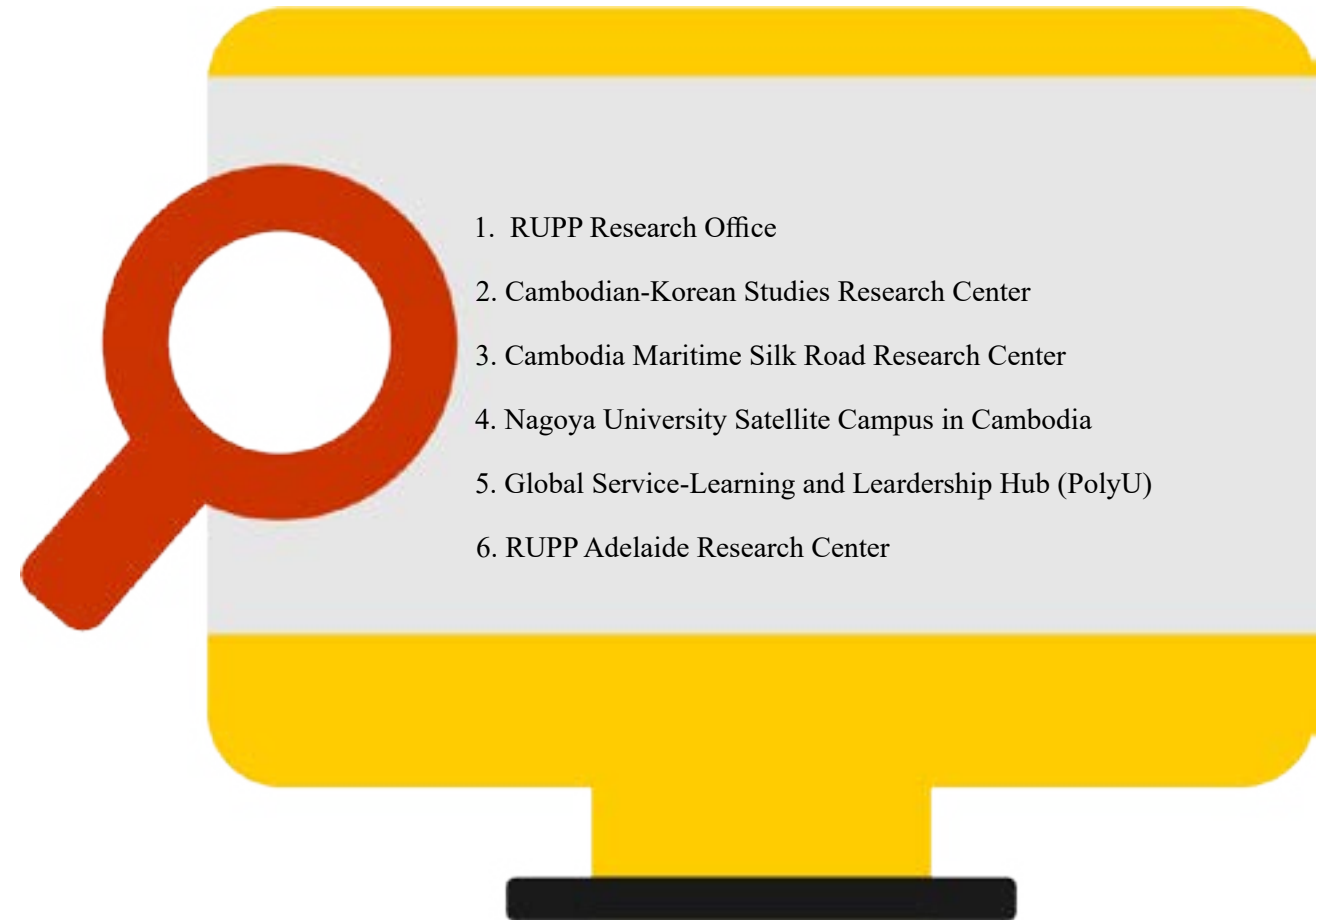 1. RUPP Research Office
2. Cambodian-Korean Studies Research Center
3. Cambodia Maritime Silk Road Research Center
4. Nagoya University Satellite Campus in Cambodia
5. Global Service-Learning and Leardership Hub (PolyU)
6. RUPP Adelaide Research Center